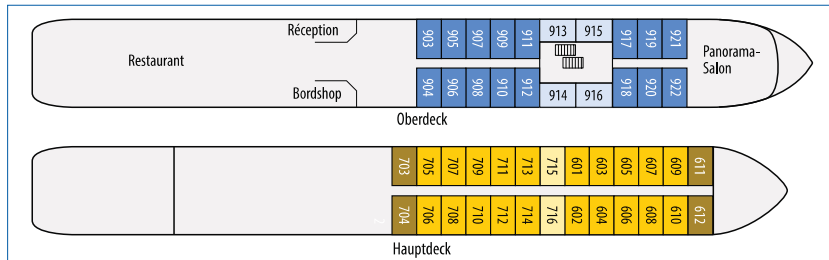 Réception
Restaurant
Bordshop
903 905 907 909 911 913 915 917 919 921
904 906 908 910 912 914 916 918 920 922
Panorama-
Salon
Oberdeck
703 705 707 709 711 713 715 601 603 605 607 609 611
704 706 708 710 712 714 716 602 604 606 608 610 612
Hauptdeck